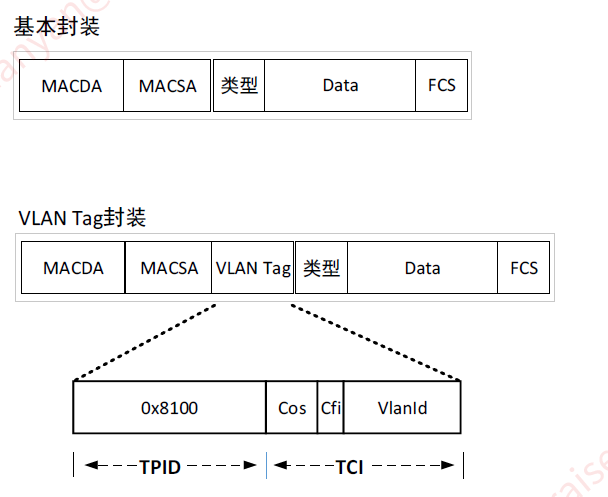 基本封装
MACDA MACSA 类型 Data FCS
VLAN Tag封装
MACDA MACSA VLAN Tag 类型 Data FCS
0x8100 Cos Cfi VlanId
TPID TCI